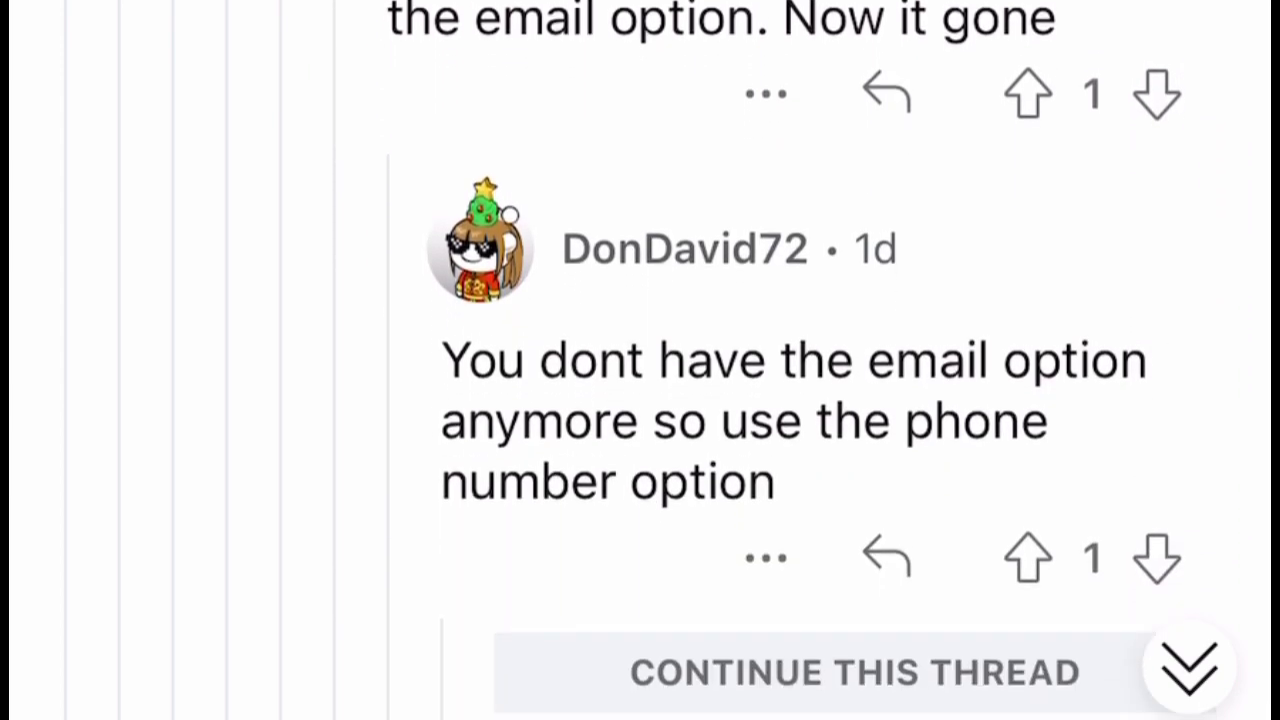 the email option. Now it gone
1
DonDavid72 • 1d
You dont have the email option
anymore so use the phone
number option
1
CONTINUE THIS THREAD